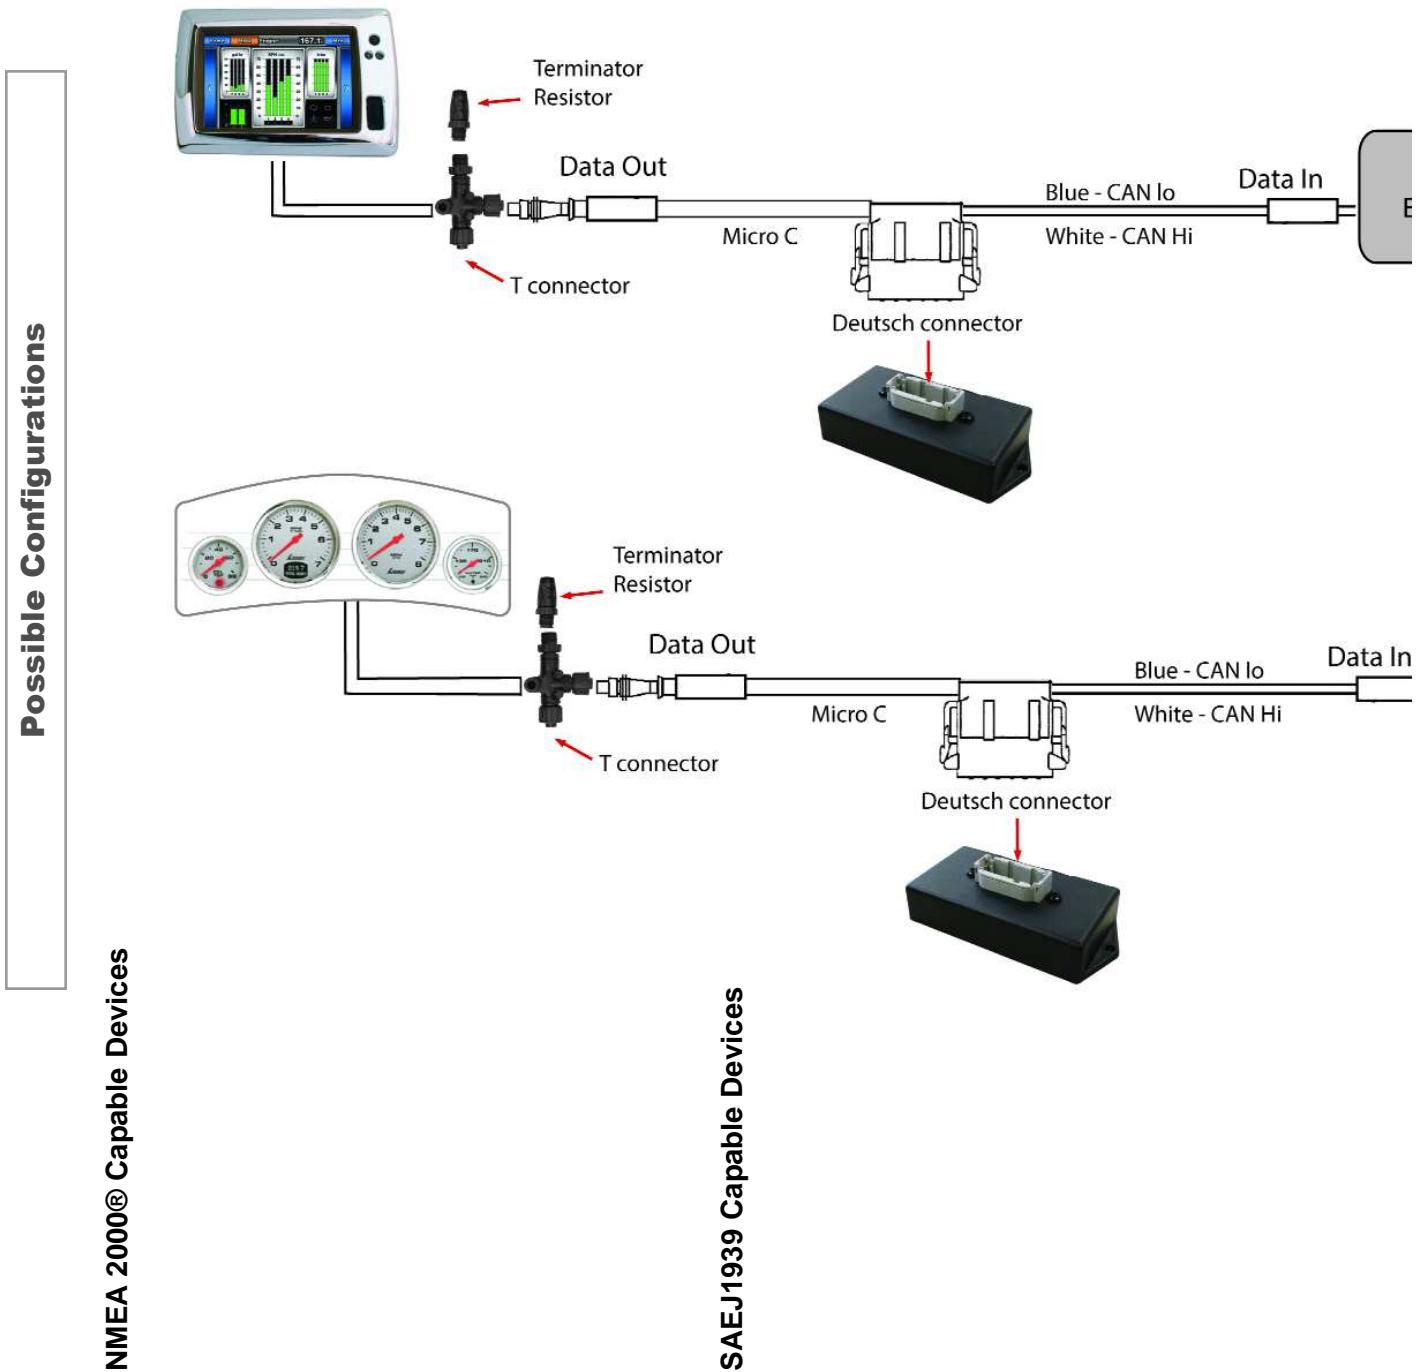 Possible Configurations
Terminator
Resistor
Data Out
Micro C
T connector
Blue - CAN lo
White - CAN Hi
Data In
Deutsch connector
Terminator
Resistor
Data Out
Micro C
T connector
Blue - CAN lo
White - CAN Hi
Data In
Deutsch connector
NMEA 2000® Capable Devices
SAEJ1939 Capable Devices